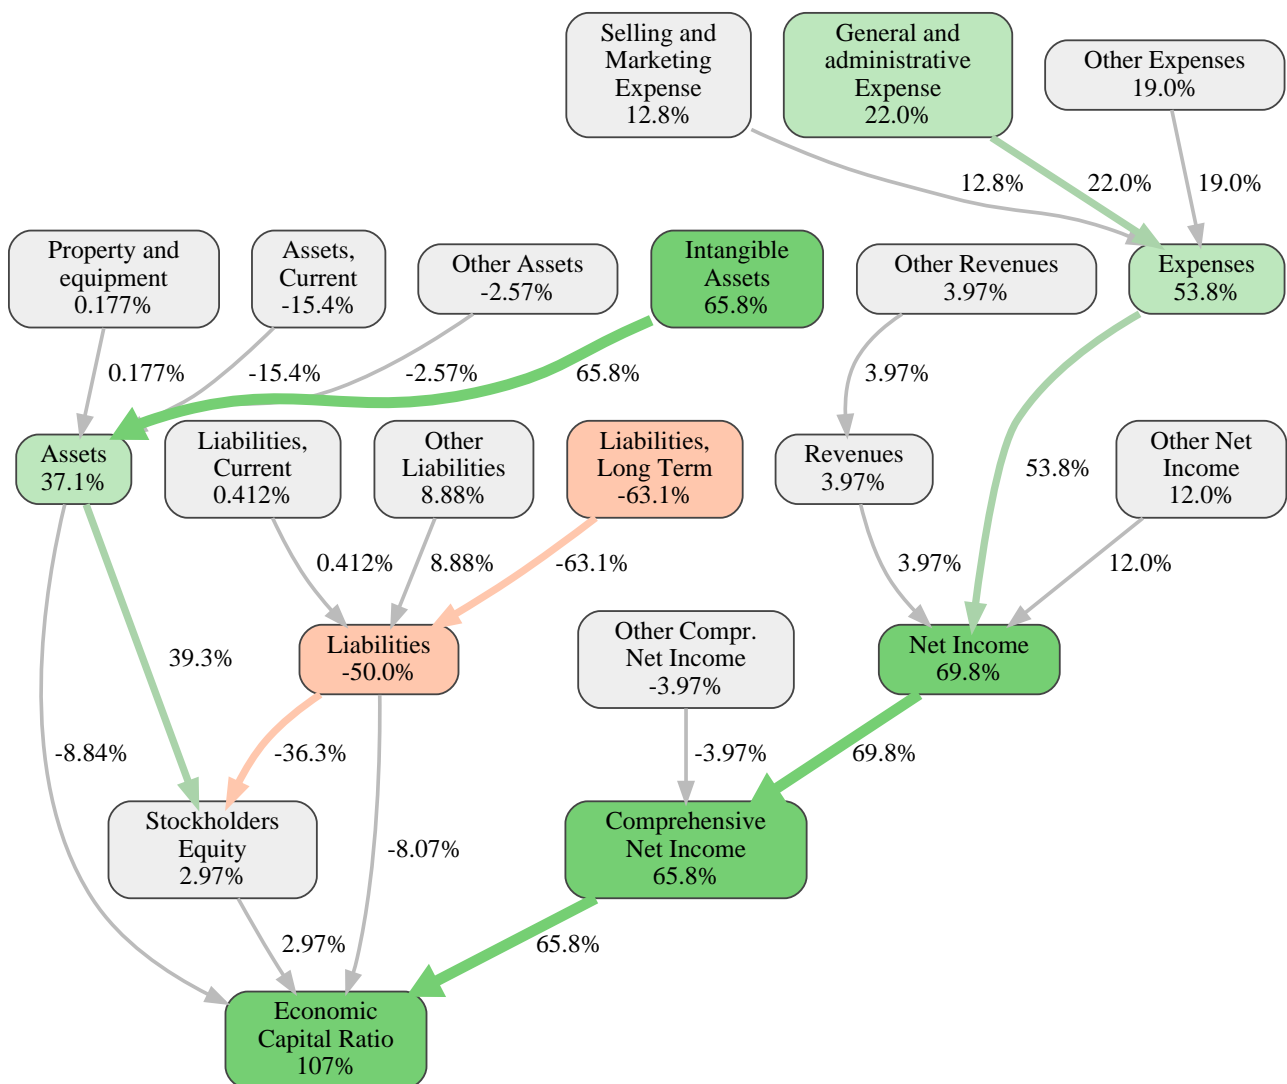 Selling and
Marketing
Expense
12.8%
General and
administrative
Expense
22.0%
Other Expenses
19.0%
12.8%
22.0%
19.0%
Property and
equipment
0.177%
Assets,
Current
-15.4%
Other Assets
-2.57%
Intangible
Assets
65.8%
Other Revenues
3.97%
Expenses
53.8%
0.177%
-15.4%
-2.57%
65.8%
3.97%
Assets
37.1%
Liabilities,
Current
0.412%
Other
Liabilities
8.88%
Liabilities,
Long Term
-63.1%
Revenues
3.97%
53.8%
Other Net
Income
12.0%
0.412%
8.88%
-63.1%
3.97%
12.0%
39.3%
Liabilities
-50.0%
Other Compr.
Net Income
-3.97%
Net Income
69.8%
-8.84%
-36.3%
-3.97%
69.8%
Stockholders
Equity
2.97%
-8.07%
Comprehensive
Net Income
65.8%
2.97%
65.8%
Economic
Capital Ratio
107%